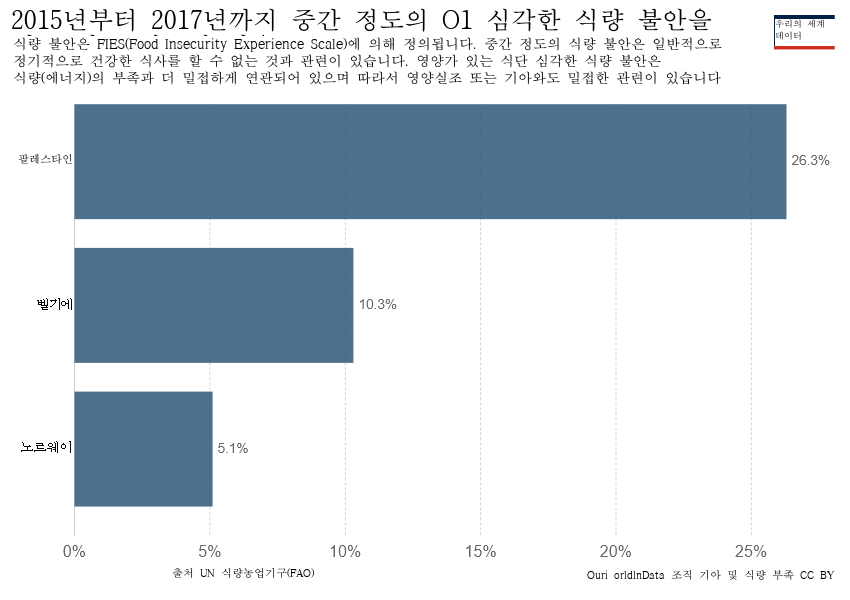 2015년부터 2017년까지 중간 정도의 O1 심각한 식량 불안을
식량 불안은 FIES(Food Insecurity Experience Scale)에 의해 정의됩니다. 중간 정도의 식량 불안은 일반적으로
정기적으로 건강한 식사를 할 수 없는 것과 관련이 있습니다. 영양가 있는 식단 심각한 식량 불안은
식량(에너지)의 부족과 더 밀접하게 연관되어 있으며 따라서 영양실조 또는 기아와도 밀접한 관련이 있습니다
우리의 세계
데이터
팔레스타인
26.3%
벨기에
10.3%
노르웨이
5.1%
0% 5% 10% 15% 20% 25%
출처 UN 식량농업기구(FAO)
Ouri orldInData 조직 기아 및 식량 부족 CC BY